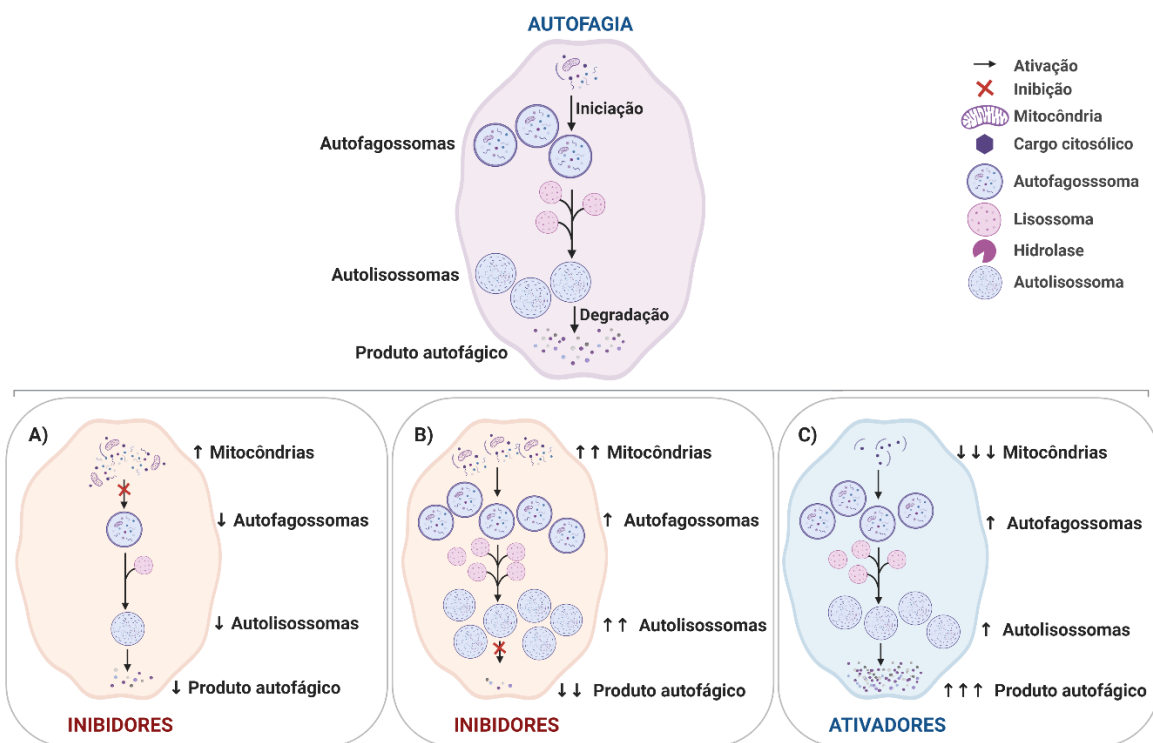 AUTOFAGIA
Iniciação
Autofagossomas
Autolisossomas
Degradação
Produto autofágico
Ativação
Inibição
Mitocôndria
Cargo citosólico
Autofagosssoma
Lisossoma
Hidrolase
Autolisossoma
A)
↑ Mitocôndrias
↓ Autofagossomas
↓ Autolisossomas
↓ Produto autofágico
INIBIDORES
B)
↑↑ Mitocôndrias
↑ Autofagossomas
↑↑ Autolisossomas
↓↓ Produto autofágico
INIBIDORES
C)
↓↓↓ Mitocôndrias
↑ Autofagossomas
↑ Autolisossomas
↑↑↑ Produto autofágico
ATIVADORES